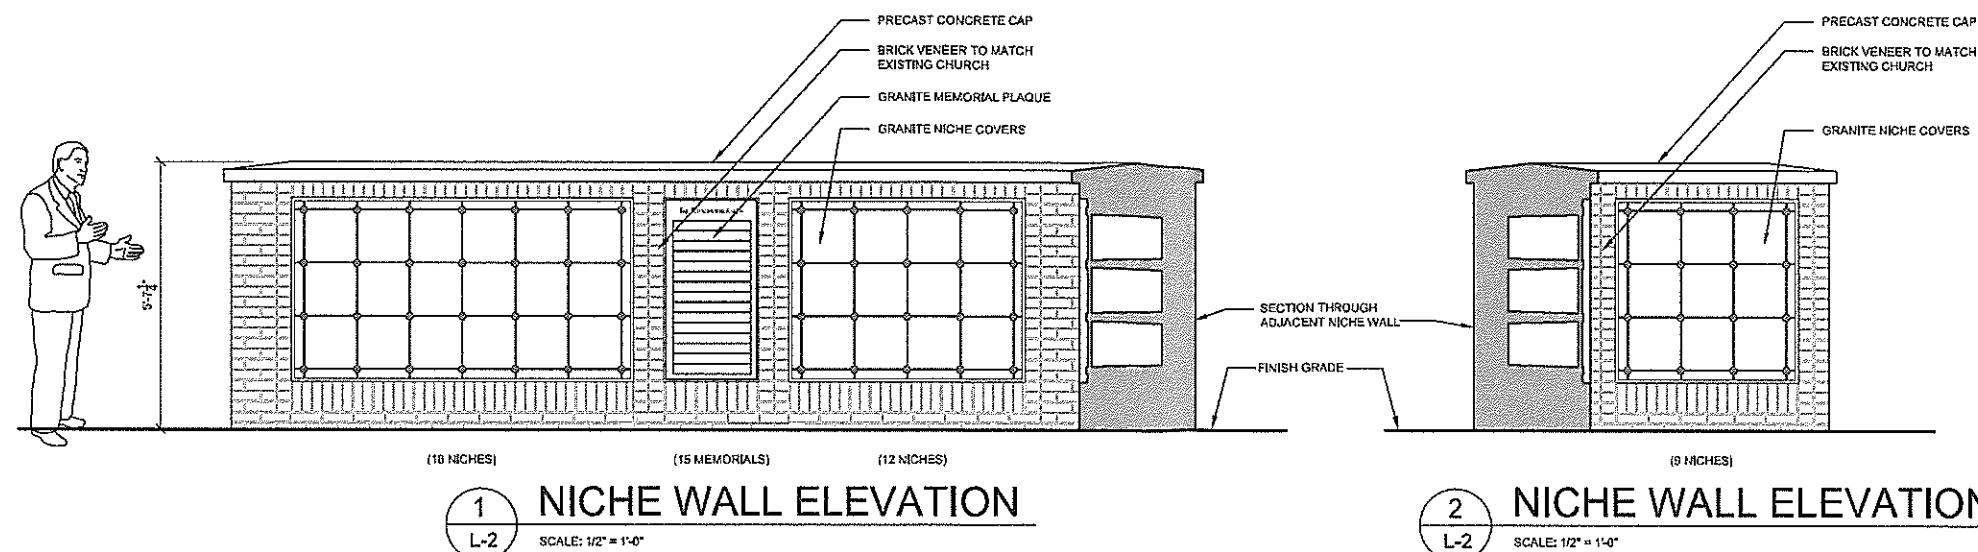 PRECAST CONCRETE CAP
BRICK VENEER TO MATCH
EXISTING CHURCH
GRANITE MEMORIAL PLAQUE
GRANITE NICHE COVERS
5'-7 1/4"
SECTION THROUGH
ADJACENT NICHE WALL
FINISH GRADE
(18 NICHES)
(15 MEMORIALS)
(12 NICHES)
1
L-2
NICHE WALL ELEVATION
SCALE: 1/2" = 1'-0"
PRECAST CONCRETE CAP
BRICK VENEER TO MATCH
EXISTING CHURCH
GRANITE NICHE COVERS
(9 NICHES)
2
L-2
NICHE WALL ELEVATION
SCALE: 1/2" = 1'-0"